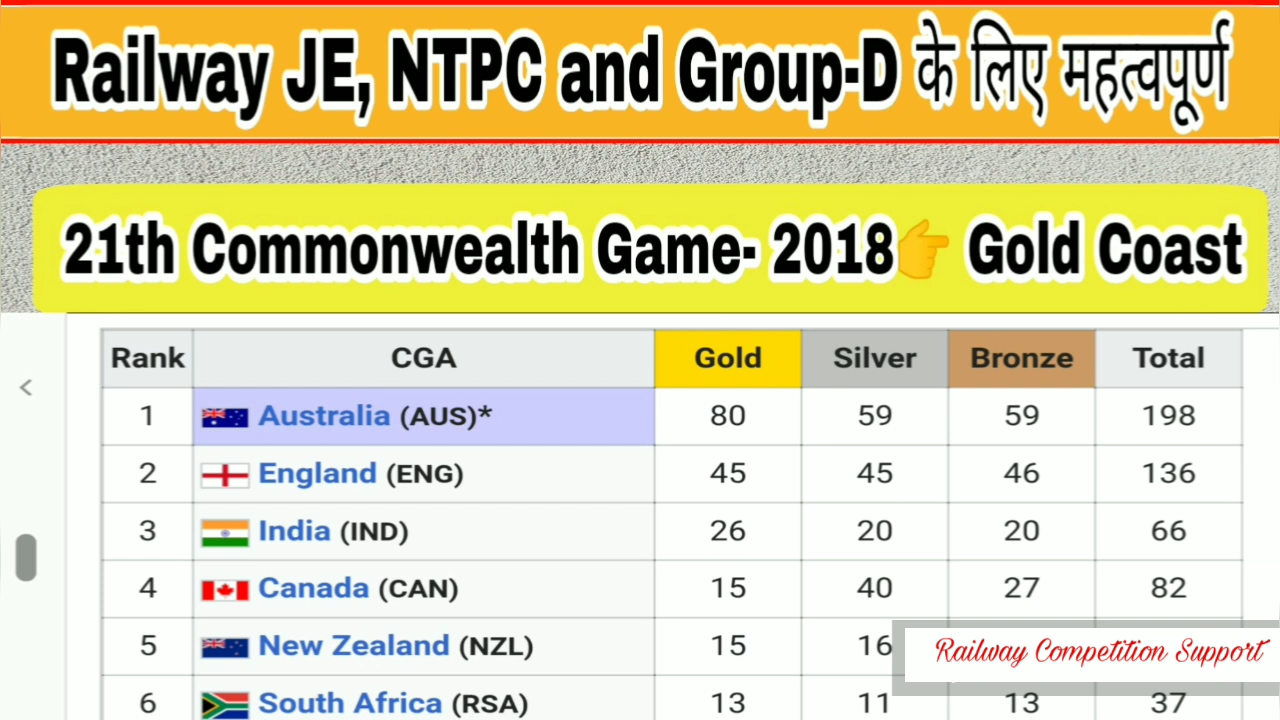 Railway JE, NTPC and Group-D के लिए महत्वपूर्ण
21th Commonwealth Game- 2018👉 Gold Coast
Rank CGA Gold Silver Bronze Total
1 Australia (AUS)* 80 59 59 198
2 England (ENG) 45 45 46 136
3 India (IND) 26 20 20 66
4 Canada (CAN) 15 40 27 82
5 New Zealand (NZL) 15 16
Railway Competition Support
6 South Africa (RSA) 13 11 13 37